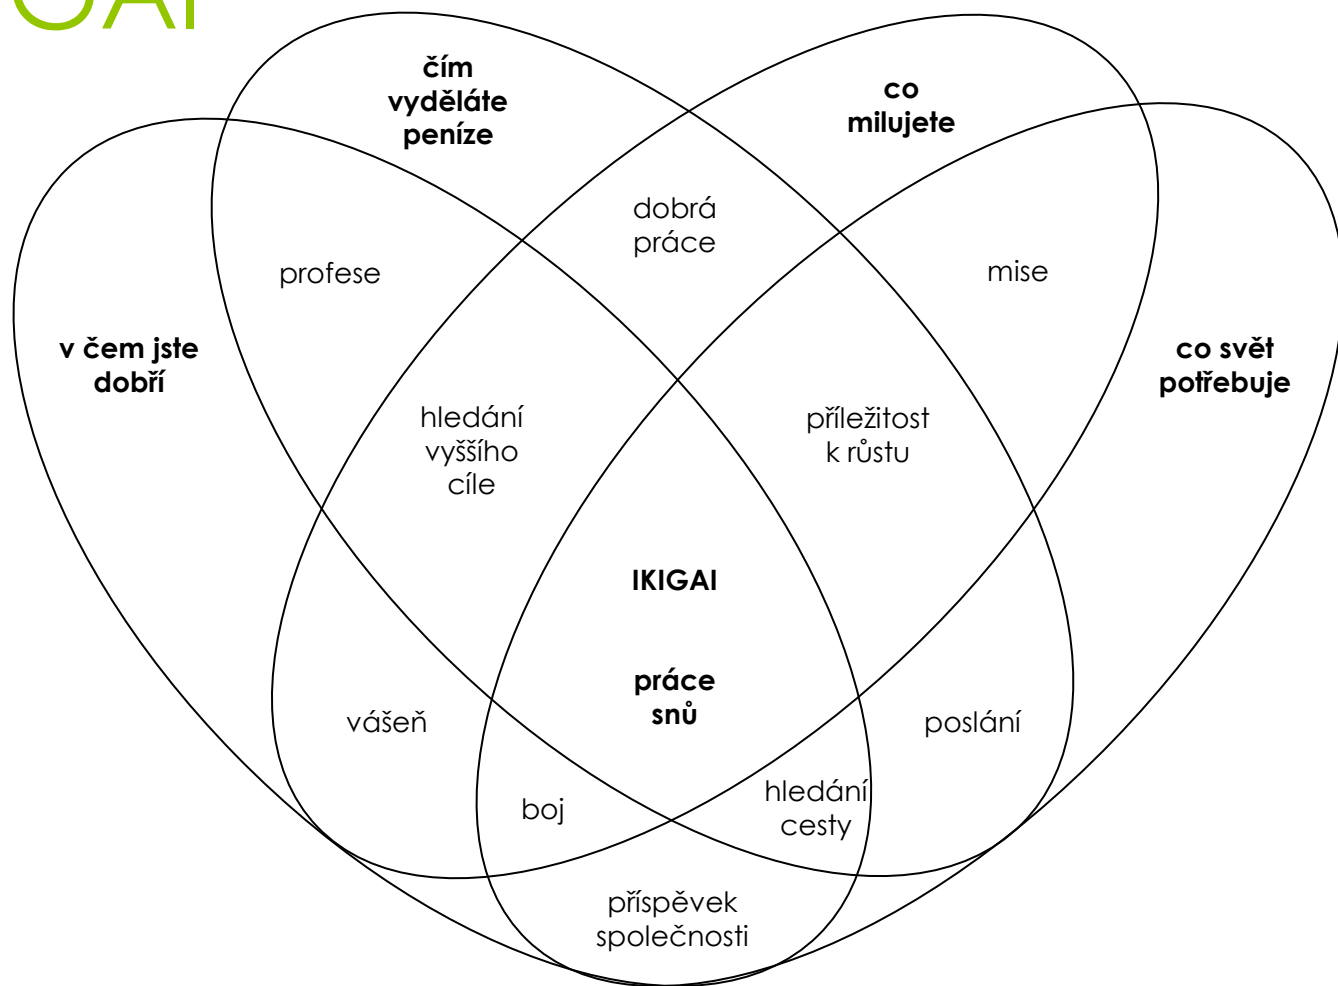 čím
vyděláte
peníze
co
milujete
dobrá
práce
profese
mise
v čem jste
dobří
co svět
potřebuje
hledání
vyššího
cíle
příležitost
k růstu
IKIGAI
práce
snů
vášeň
poslání
boj
hledání
cesty
příspěvek
společnosti